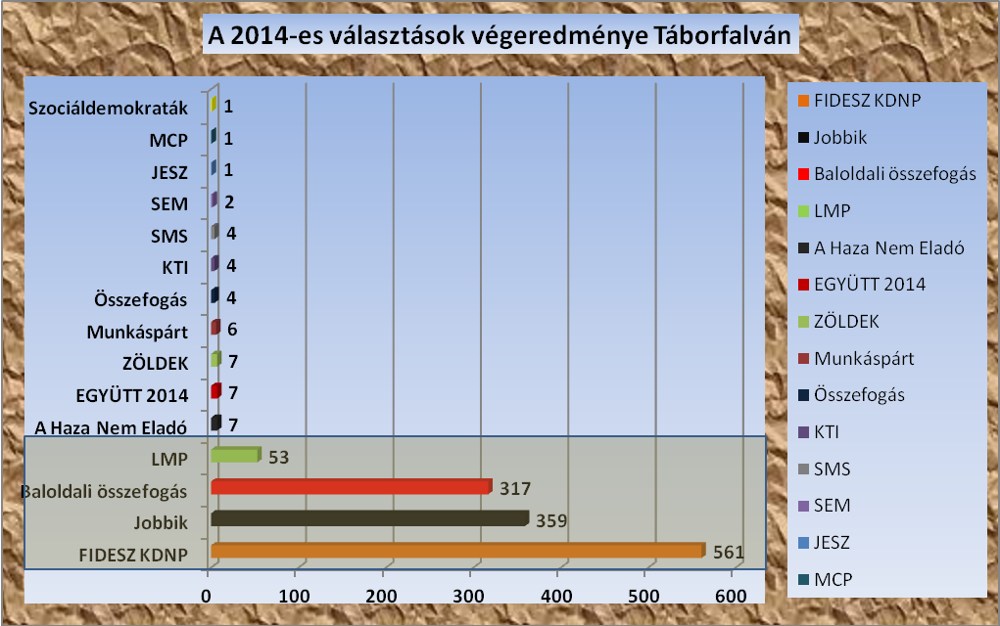 A 2014-es választások végeredménye Táborfalván
Szociáldemokraták 1
MCP 1
JESZ 1
SEM 2
SMS 4
KTI 4
Összefogás 4
Munkáspárt 6
ZÖLDEK 7
EGYÜTT 2014 7
A Haza Nem Eladó 7
LMP 53
Baloldali összefogás 317
Jobbik 359
FIDESZ KDNP 561
0 100 200 300 400 500 600
FIDESZ KDNP
Jobbik
Baloldali összefogás
LMP
A Haza Nem Eladó
EGYÜTT 2014
ZÖLDEK
Munkáspárt
Összefogás
KTI
SMS
SEM
JESZ
MCP